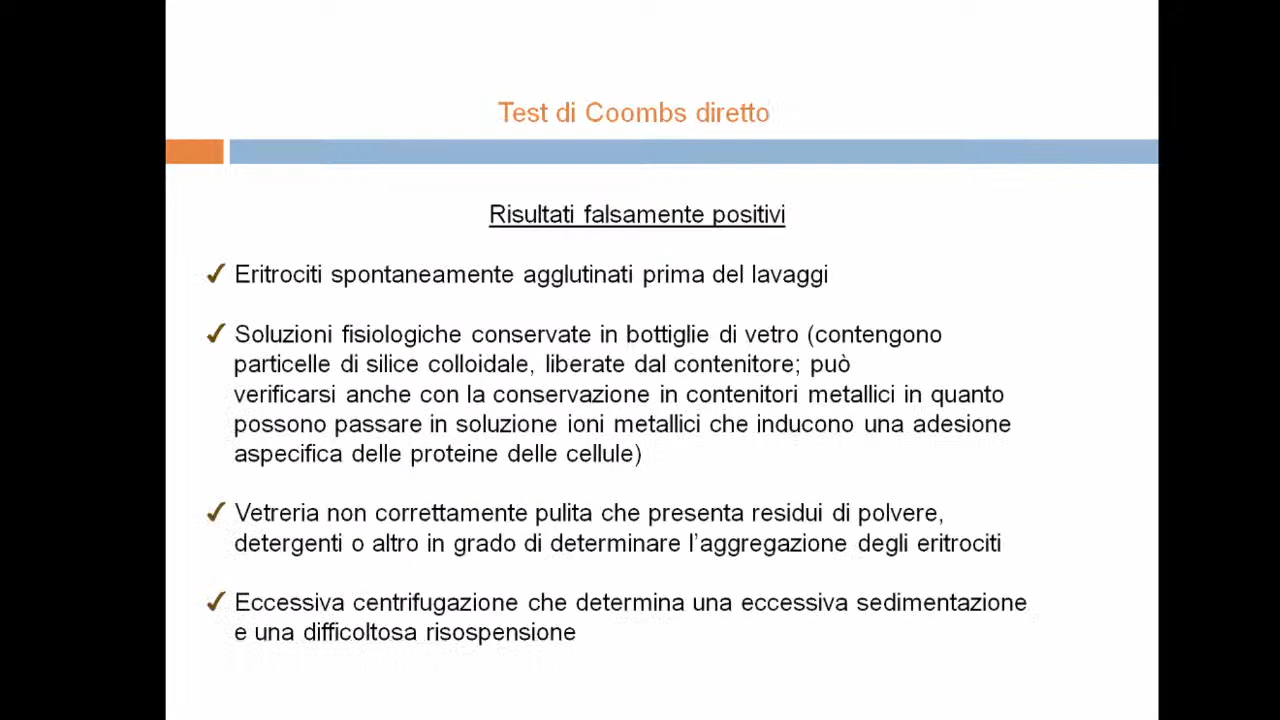 Test di Coombs diretto
Risultati falsamente positivi
✓ Eritrociti spontaneamente agglutinati prima del lavaggi
✓ Soluzioni fisiologiche conservate in bottiglie di vetro (contengono
particelle di silice colloidale, liberate dal contenitore; può
verificarsi anche con la conservazione in contenitori metallici in quanto
possono passare in soluzione ioni metallici che inducono una adesione
aspecifica delle proteine delle cellule)
✓ Vetreria non correttamente pulita che presenta residui di polvere,
detergenti o altro in grado di determinare l’aggregazione degli eritrociti
✓ Eccessiva centrifugazione che determina una eccessiva sedimentazione
e una difficoltosa risospensione